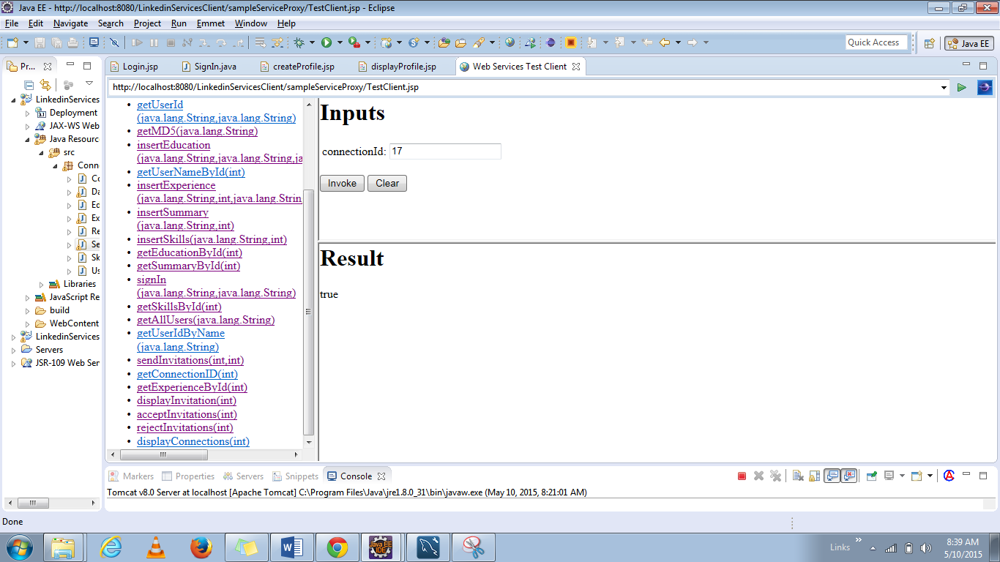 Java EE - http://localhost:8080/LinkedinServicesClient/sampleServiceProxy/TestClient.jsp - Eclipse
File Edit Navigate Search Project Run Emmet Window Help
Quick Access
Java EE
Pr...
Login.jsp
SignIn.java
createProfile.jsp
displayProfile.jsp
Web Services Test Client
http://localhost:8080/LinkedinServicesClient/sampleServiceProxy/TestClient.jsp
LinkedinServices
Deployment
JAX-WS Web
Java Resourc
src
Conn
Co
Da
Ed
Ex
Re
Se
Sk
Us
Libraries
JavaScript Re
build
WebContent
LinkedinServices
Servers
JSR-109 Web Ser
• getUserId
(java.lang.String,java.lang.String)
• getMD5(java.lang.String)
• insertEducation
(java.lang.String,java.lang.String,ja
• getUserNameById(int)
• insertExperience
(java.lang.String,int,java.lang.Strin
• insertSummary
(java.lang.String,int)
• insertSkills(java.lang.String,int)
• getEducationById(int)
• getSummaryById(int)
• signIn
(java.lang.String,java.lang.String)
• getSkillsById(int)
• getAllUsers(java.lang.String)
• getUserIdByName
(java.lang.String)
• sendInvitations(int,int)
• getConnectionID(int)
• getExperienceById(int)
• displayInvitation(int)
• acceptInvitations(int)
• rejectInvitations(int)
• displayConnections(int)
Inputs
connectionId: 17
Invoke Clear
Result
true
Markers Properties Servers Snippets Console
Tomcat v8.0 Server at localhost [Apache Tomcat] C:\Program Files\Java\jre1.8.0_31\bin\javaw.exe (May 10, 2015, 8:21:01 AM)
Done
Java EE
IDE
Links
8:39 AM
5/10/2015